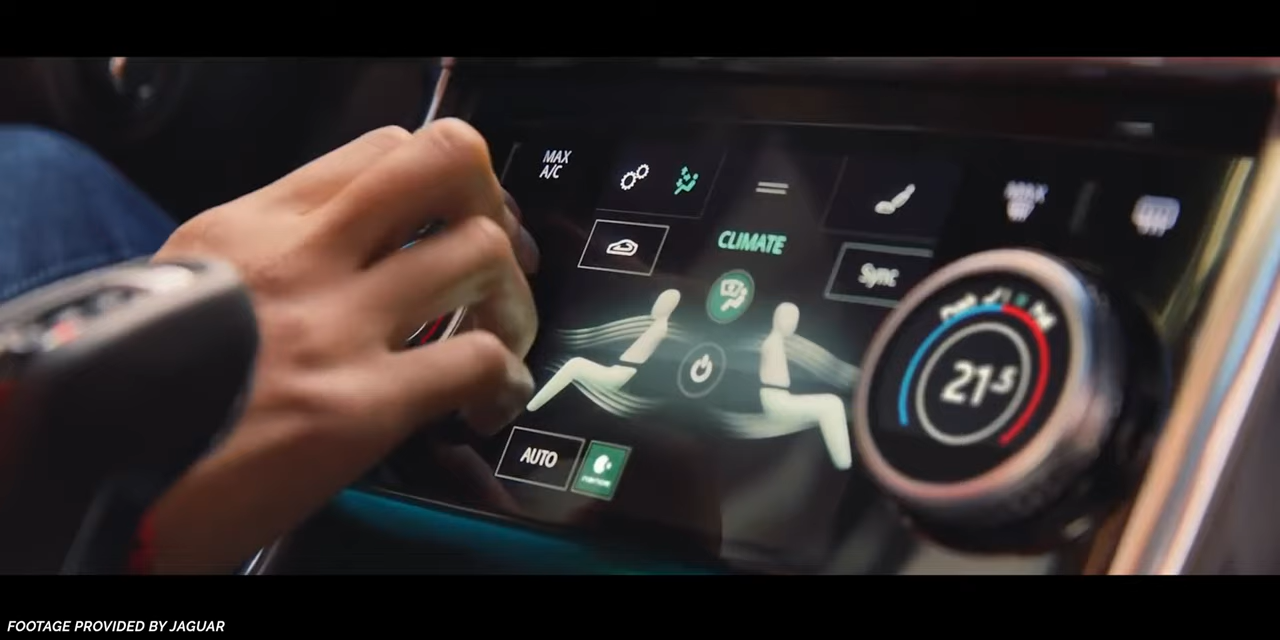 MAX
A/C
CLIMATE
Sync
21.5
AUTO
FOOTAGE PROVIDED BY JAGUAR